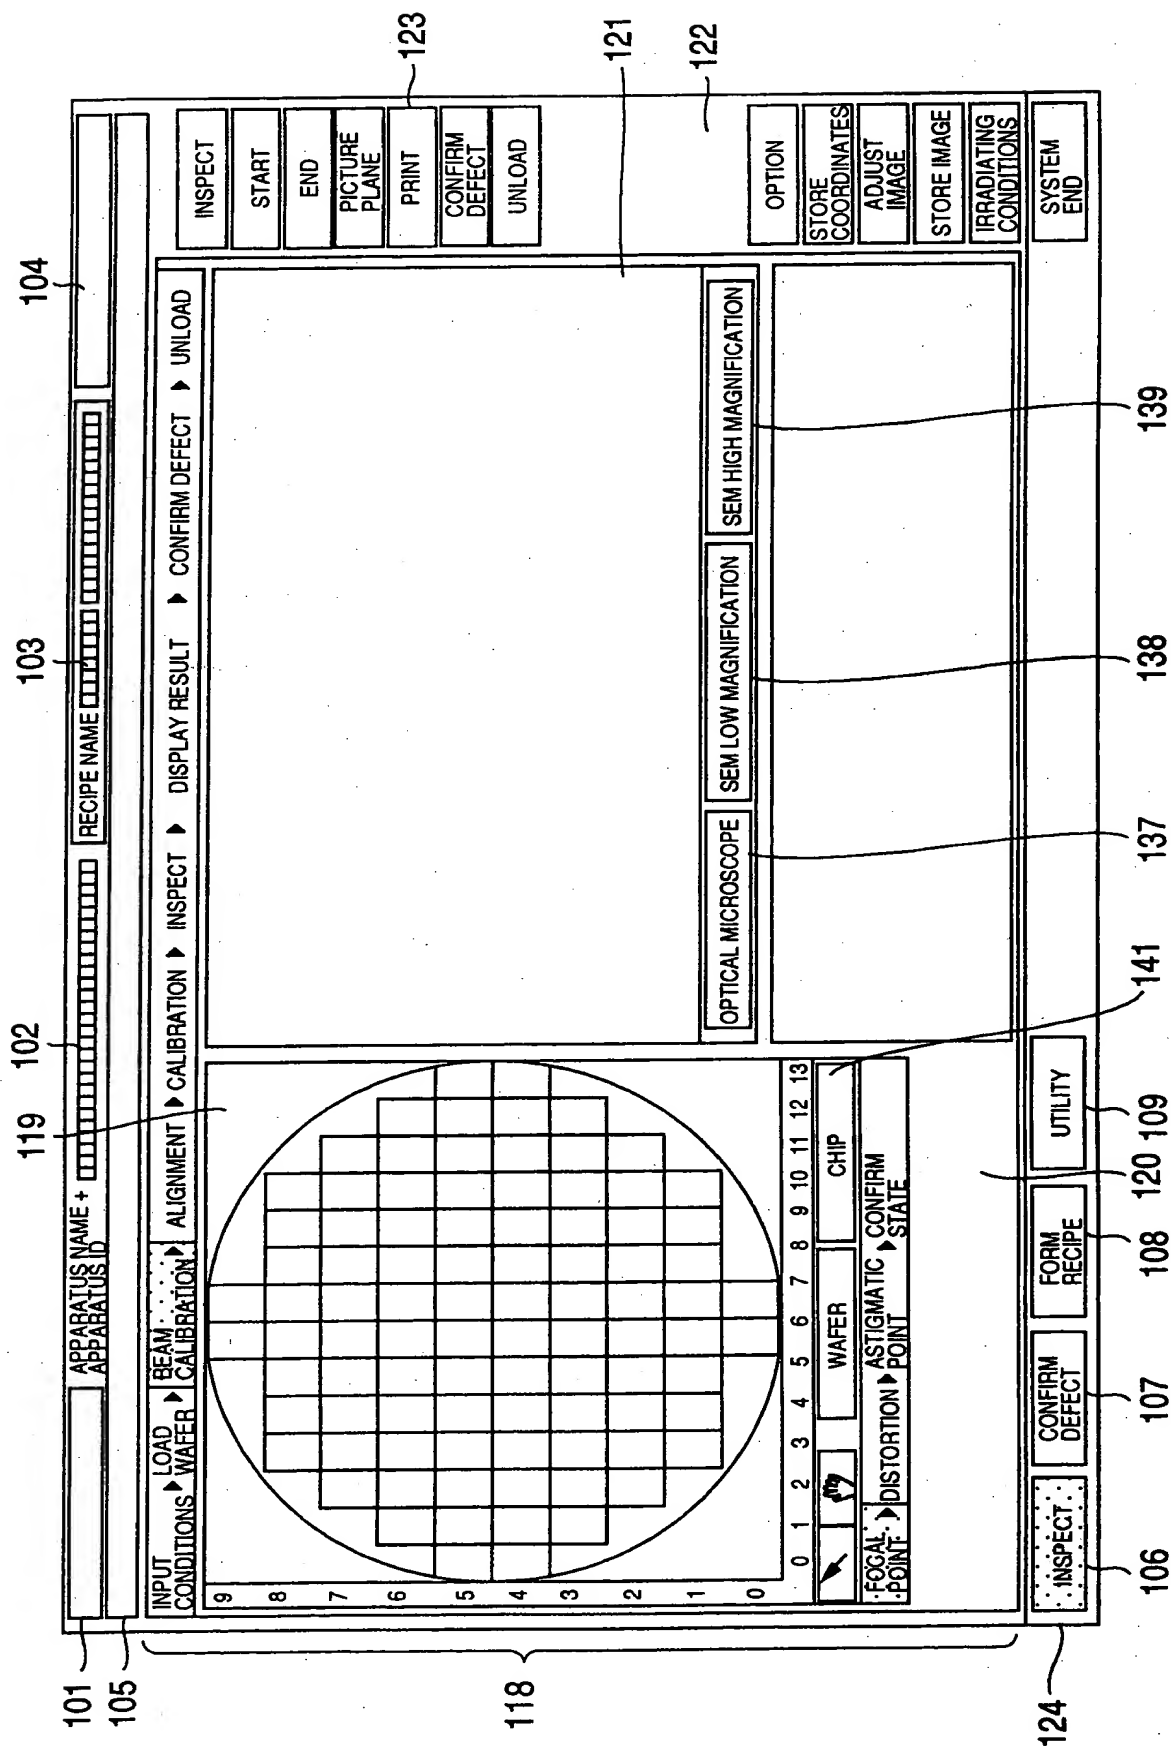 102
103
104
119
101
APPARATUS NAME +
APPARATUS ID
RECIPE NAME
105
INPUT
CONDITIONS
LOAD
WAFER
BEAM
CALIBRATION
ALIGNMENT
CALIBRATION
INSPECT
DISPLAY RESULT
CONFIRM DEFECT
UNLOAD
INSPECT
START
END
PICTURE
PLANE
PRINT
CONFIRM
DEFECT
UNLOAD
123
121
122
118
9
8
7
6
5
4
3
2
1
0
0 1 2 3 4 5 6 7 8 9 10 11 12 13
WAFER
CHIP
FOCAL
POINT
DISTORTION
ASTIGMATIC
POINT
CONFIRM
STATE
OPTICAL MICROSCOPE
SEM LOW MAGNIFICATION
SEM HIGH MAGNIFICATION
OPTION
STORE
COORDINATES
ADJUST
IMAGE
STORE IMAGE
IRRADIATING
CONDITIONS
INSPECT
CONFIRM
DEFECT
FORM
RECIPE
UTILITY
SYSTEM
END
124
106
107
108
109
120
141
137
138
139